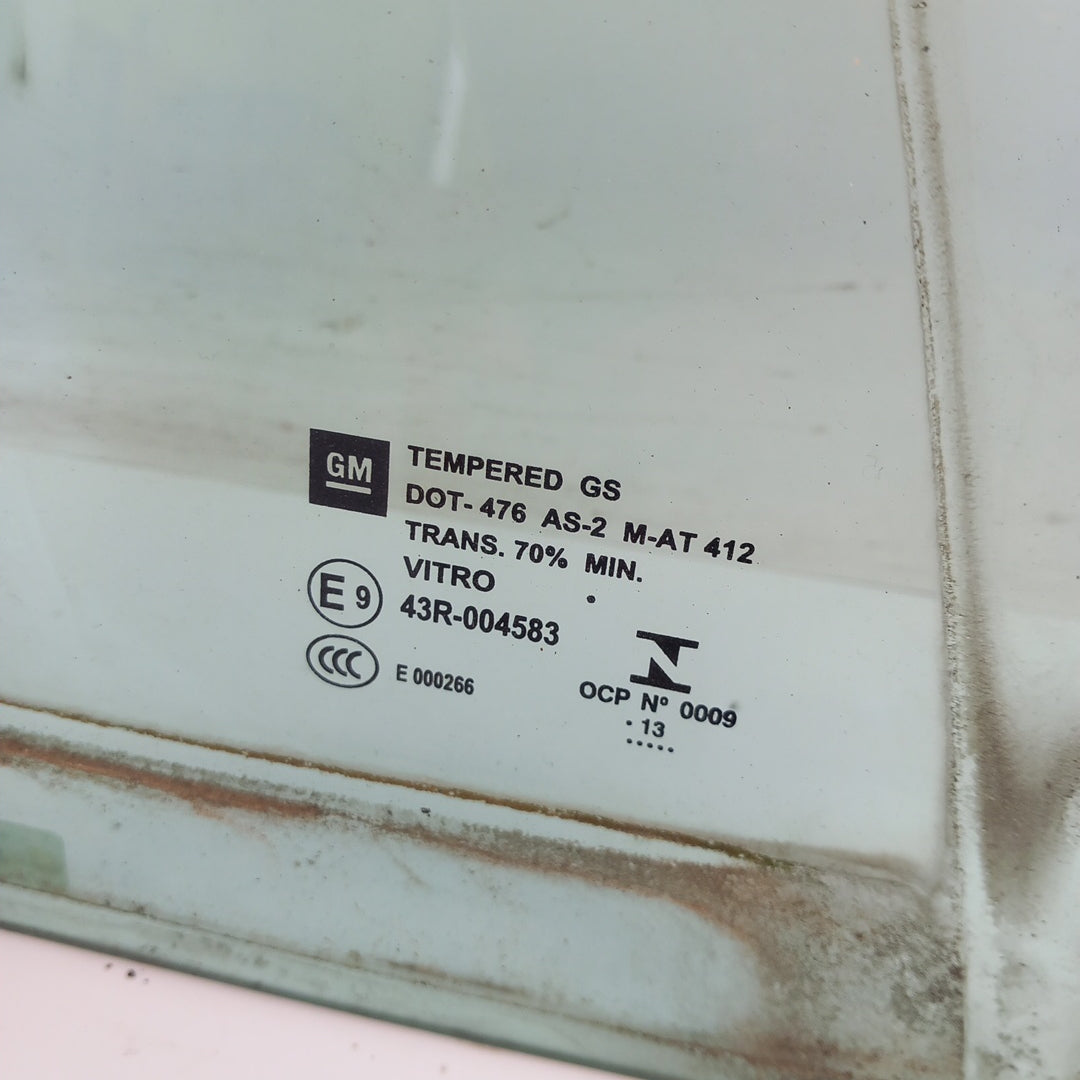 GM
TEMPERED GS
DOT-476 AS-2 M-AT 412
TRANS. 70% MIN.
VITRO
E 9
43R-004583
CCC
E 000266
N
OCP Nº 0009
. 13
.....